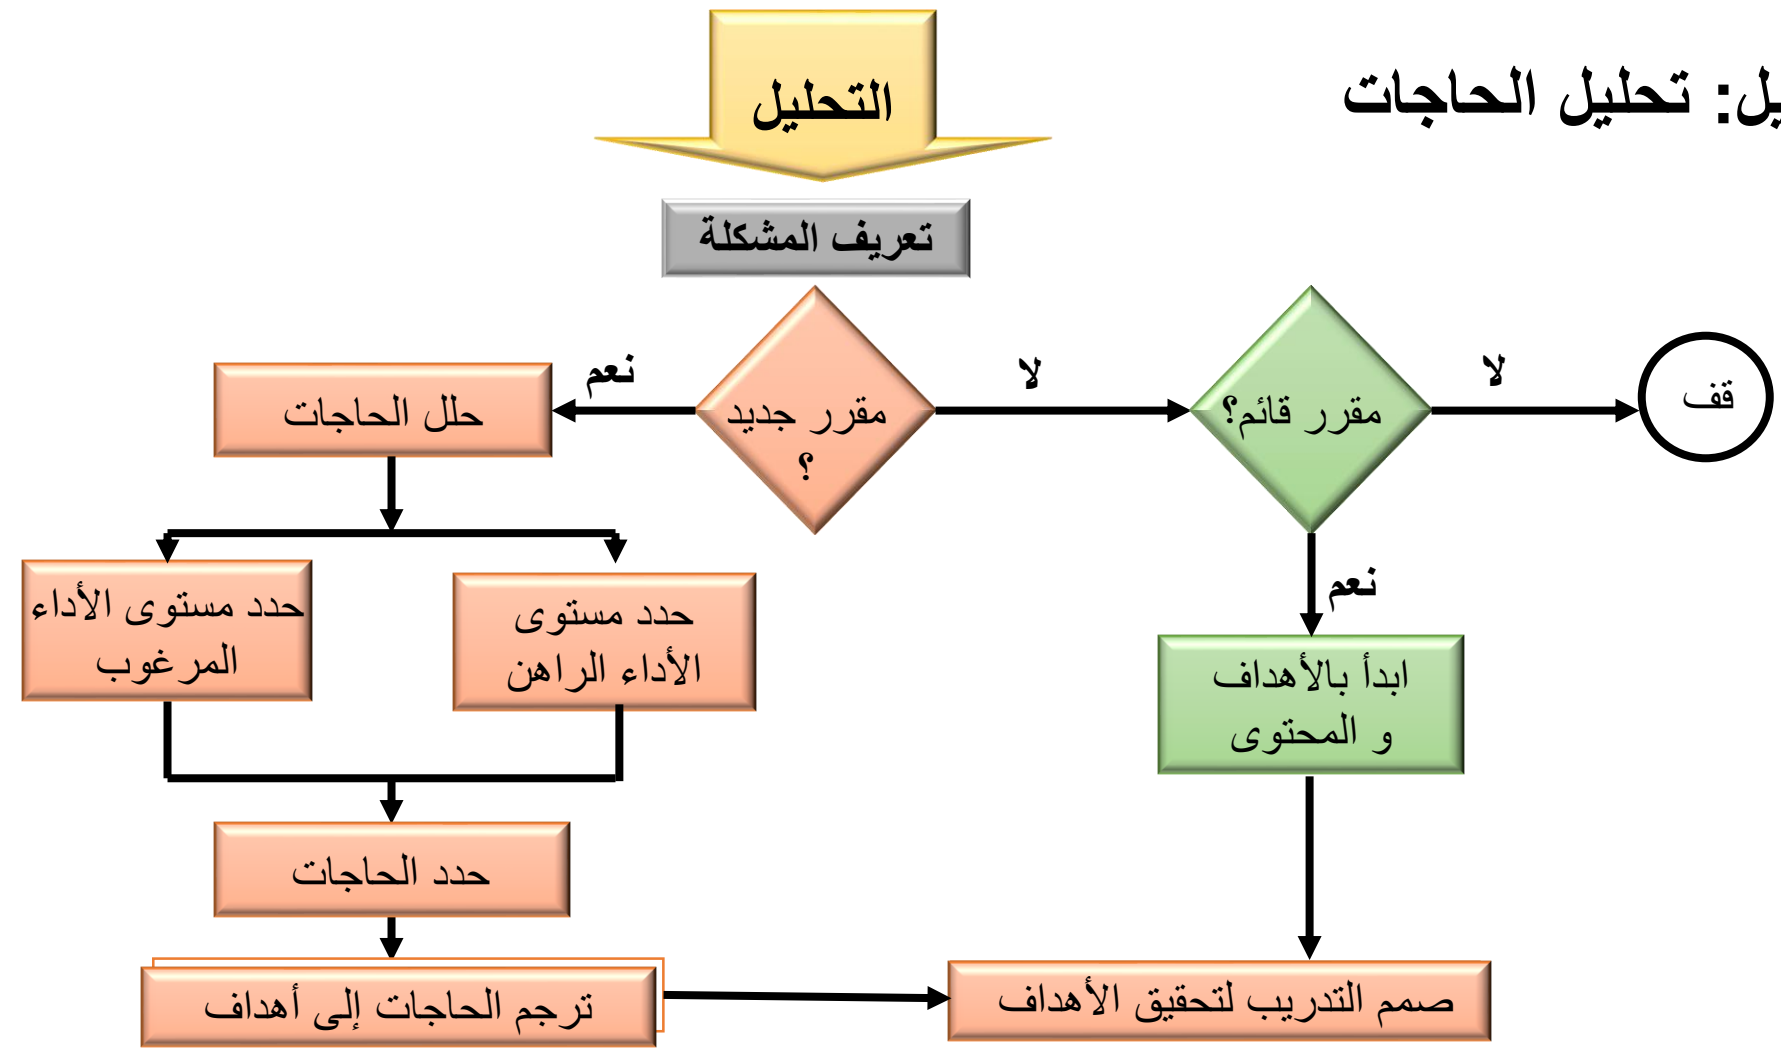 تحليل الحاجات
التحليل
تعريف المشكلة
مقرر جديد
؟
نعم
لا
مقرر قائم؟
لا
قف
نعم
حلل الحاجات
حدد مستوى
الأداء الراهن
حدد مستوى الأداء
المرغوب
ابدأ بالأهداف
و المحتوى
حدد الحاجات
ترجم الحاجات إلى أهداف
صمم التدريب لتحقيق الأهداف